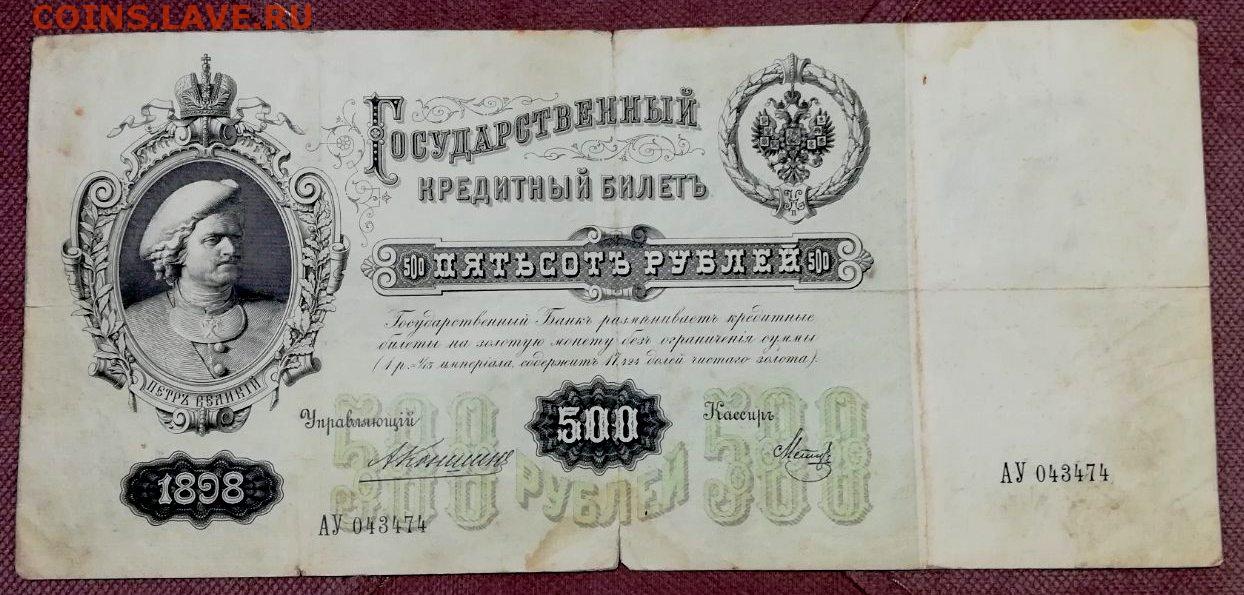 COINS.LAVE.RU
Государственный
кредитный билетъ
500 ПЯТЬСОТЪ РУБЛЕЙ 500
Государственный Банкъ размѣниваетъ кредитные
билеты на золотую монету безъ ограниченія суммы
(1 р.= 1/15 имперіала, содержитъ 17,424 долей чистаго золота).
ПЕТРЪ ВЕЛИКІЙ
Управляющій
500
Кассиръ
500 500
РУБЛЕЙ
1898
АУ 043474
АУ 043474